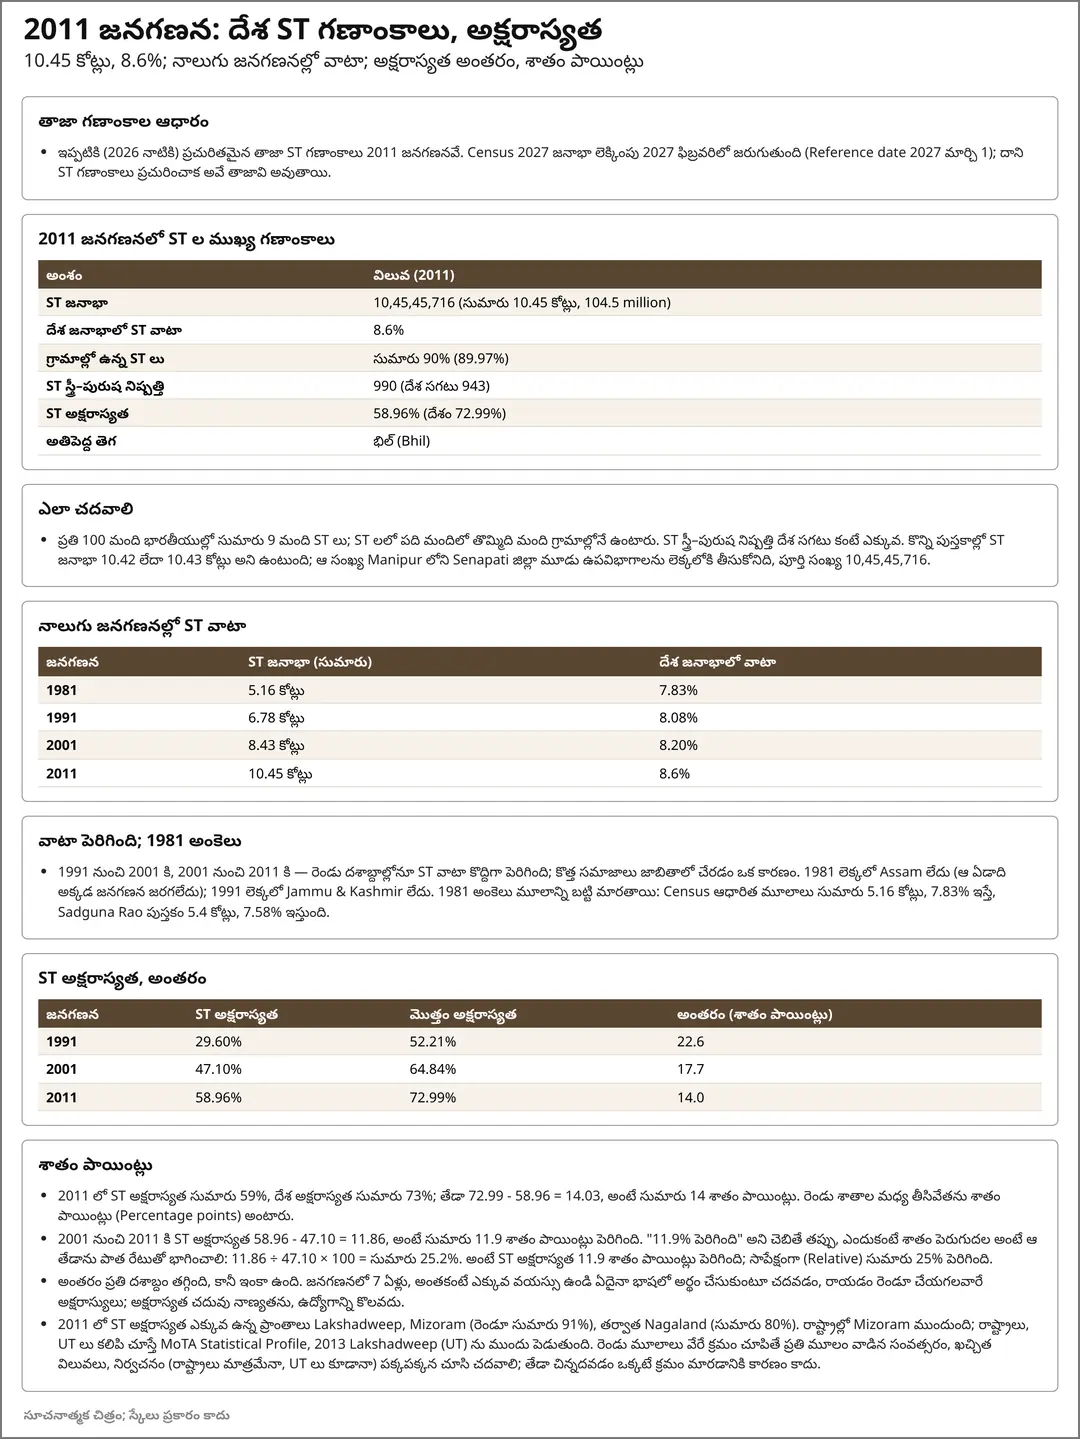 2011 జనగణన: దేశ ST గణాంకాలు, అక్షరాస్యత
10.45 కోట్లు, 8.6%; నాలుగు జనగణనల్లో వాటా; అక్షరాస్యత అంతరం, శాతం పాయింట్లు
తాజా గణాంకాల ఆధారం
• ఇప్పటికి (2026 నాటికి) ప్రచురితమైన తాజా ST గణాంకాలు 2011 జనగణనవే. Census 2027 జనాభా లెక్కింపు 2027 ఫిబ్రవరిలో జరుగుతుంది (Reference date 2027 మార్చి 1); దాని
ST గణాంకాలు ప్రచురించాక అవే తాజావి అవుతాయి.
2011 జనగణనలో ST ల ముఖ్య గణాంకాలు
అంశం విలువ (2011)
ST జనాభా 10,45,45,716 (సుమారు 10.45 కోట్లు, 104.5 million)
దేశ జనాభాలో ST వాటా 8.6%
గ్రామాల్లో ఉన్న ST లు సుమారు 90% (89.97%)
ST స్త్రీ–పురుష నిష్పత్తి 990 (దేశ సగటు 943)
ST అక్షరాస్యత 58.96% (దేశం 72.99%)
అతిపెద్ద తెగ భిల్ (Bhil)
ఎలా చదవాలి
• ప్రతి 100 మంది భారతీయుల్లో సుమారు 9 మంది ST లు; ST లలో పది మందిలో తొమ్మిది మంది గ్రామాల్లోనే ఉంటారు. ST స్త్రీ–పురుష నిష్పత్తి దేశ సగటు కంటే ఎక్కువ. కొన్ని పుస్తకాల్లో ST
జనాభా 10.42 లేదా 10.43 కోట్లు అని ఉంటుంది; ఆ సంఖ్య Manipur లోని Senapati జిల్లా మూడు ఉపవిభాగాలను లెక్కలోకి తీసుకోనిది, పూర్తి సంఖ్య 10,45,45,716.
నాలుగు జనగణనల్లో ST వాటా
జనగణన ST జనాభా (సుమారు) దేశ జనాభాలో వాటా
1981 5.16 కోట్లు 7.83%
1991 6.78 కోట్లు 8.08%
2001 8.43 కోట్లు 8.20%
2011 10.45 కోట్లు 8.6%
వాటా పెరిగింది; 1981 అంకెలు
• 1991 నుంచి 2001 కి, 2001 నుంచి 2011 కి — రెండు దశాబ్దాల్లోనూ ST వాటా కొద్దిగా పెరిగింది; కొత్త సమాజాలు జాబితాలో చేరడం ఒక కారణం. 1981 లెక్కలో Assam లేదు (ఆ ఏడాది
అక్కడ జనగణన జరగలేదు); 1991 లెక్కలో Jammu & Kashmir లేదు. 1981 అంకెలు మూలాన్ని బట్టి మారతాయి: Census ఆధారిత మూలాలు సుమారు 5.16 కోట్లు, 7.83% ఇస్తే,
Sadguna Rao పుస్తకం 5.4 కోట్లు, 7.58% ఇస్తుంది.
ST అక్షరాస్యత, అంతరం
జనగణన ST అక్షరాస్యత మొత్తం అక్షరాస్యత అంతరం (శాతం పాయింట్లు)
1991 29.60% 52.21% 22.6
2001 47.10% 64.84% 17.7
2011 58.96% 72.99% 14.0
శాతం పాయింట్లు
• 2011 లో ST అక్షరాస్యత సుమారు 59%, దేశ అక్షరాస్యత సుమారు 73%; తేడా 72.99 - 58.96 = 14.03, అంటే సుమారు 14 శాతం పాయింట్లు. రెండు శాతాల మధ్య తీసివేతను శాతం
పాయింట్లు (Percentage points) అంటారు.
• 2001 నుంచి 2011 కి ST అక్షరాస్యత 58.96 - 47.10 = 11.86, అంటే సుమారు 11.9 శాతం పాయింట్లు పెరిగింది. "11.9% పెరిగింది" అని చెబితే తప్పు, ఎందుకంటే శాతం పెరుగుదల అంటే ఆ
తేడాను పాత రేటుతో భాగించాలి: 11.86 ÷ 47.10 × 100 = సుమారు 25.2%. అంటే ST అక్షరాస్యత 11.9 శాతం పాయింట్లు పెరిగింది; సాపేక్షంగా (Relative) సుమారు 25% పెరిగింది.
• అంతరం ప్రతి దశాబ్దం తగ్గింది, కానీ ఇంకా ఉంది. జనగణనలో 7 ఏళ్లు, అంతకంటే ఎక్కువ వయస్సు ఉండి ఏదైనా భాషలో అర్థం చేసుకుంటూ చదవడం, రాయడం రెండూ చేయగలవారే
అక్షరాస్యులు; అక్షరాస్యత చదువు నాణ్యతను, ఉద్యోగాన్ని కొలవదు.
• 2011 లో ST అక్షరాస్యత ఎక్కువ ఉన్న ప్రాంతాలు Lakshadweep, Mizoram (రెండూ సుమారు 91%), తర్వాత Nagaland (సుమారు 80%). రాష్ట్రాల్లో Mizoram ముందుంది; రాష్ట్రాలు,
UT లు కలిపి చూస్తే MoTA Statistical Profile, 2013 Lakshadweep (UT) ను ముందు పెడుతుంది. రెండు మూలాలు వేరే క్రమం చూపితే ప్రతి మూలం వాడిన సంవత్సరం, ఖచ్చిత
విలువలు, నిర్వచనం (రాష్ట్రాలు మాత్రమేనా, UT లు కూడానా) పక్కపక్కన చూసి చదవాలి; తేడా చిన్నదవడం ఒక్కటే క్రమం మారడానికి కారణం కాదు.
సూచనాత్మక చిత్రం; స్కేలు ప్రకారం కాదు